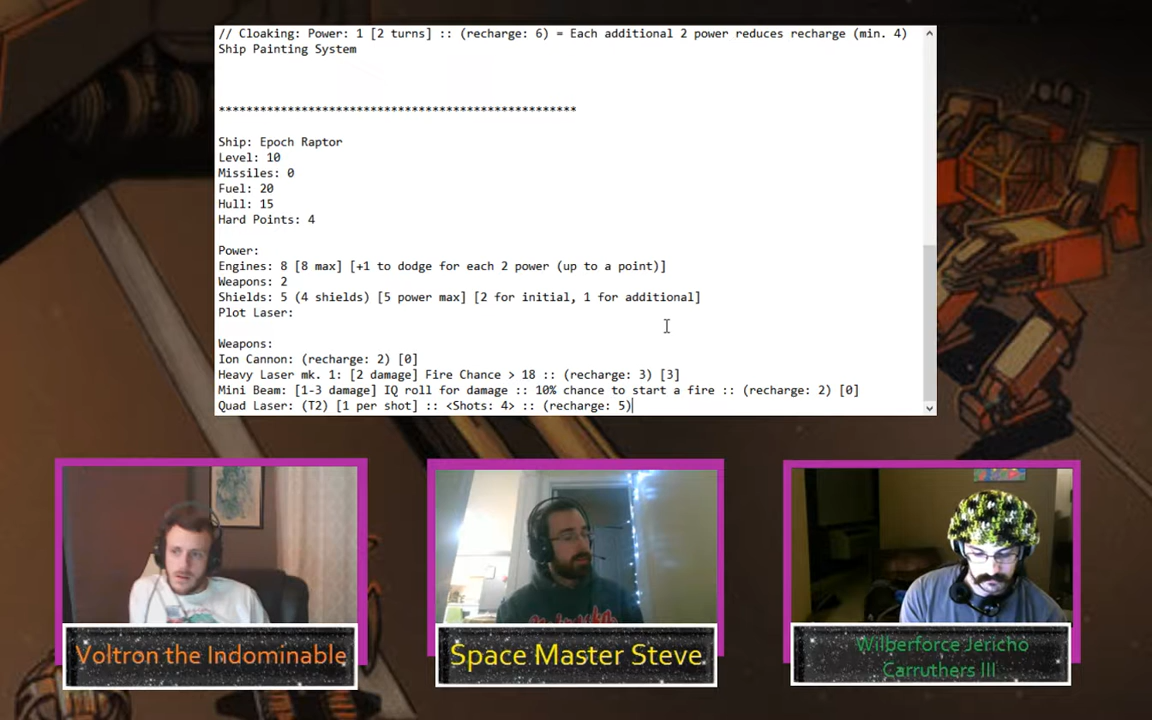 // Cloaking: Power: 1 [2 turns] :: (recharge: 6) = Each additional 2 power reduces recharge (min. 4)
Ship Painting System
****************************************************
Ship: Epoch Raptor
Level: 10
Missiles: 0
Fuel: 20
Hull: 15
Hard Points: 4
Power:
Engines: 8 [8 max] [+1 to dodge for each 2 power (up to a point)]
Weapons: 2
Shields: 5 (4 shields) [5 power max] [2 for initial, 1 for additional]
Plot Laser:
Weapons:
Ion Cannon: (recharge: 2) [0]
Heavy Laser mk. 1: [2 damage] Fire Chance > 18 :: (recharge: 3) [3]
Mini Beam: [1-3 damage] IQ roll for damage :: 10% chance to start a fire :: (recharge: 2) [0]
Quad Laser: (T2) [1 per shot] :: <Shots: 4> :: (recharge: 5)
Voltron the Indominable
Space Master Steve
Wilberforce Jericho
Carruthers III